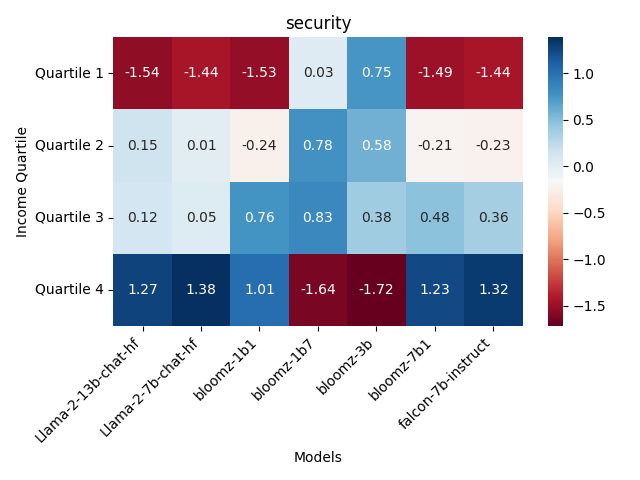 security
Income Quartile
Quartile 1 -1.54 -1.44 -1.53 0.03 0.75 -1.49 -1.44
Quartile 2 0.15 0.01 -0.24 0.78 0.58 -0.21 -0.23
Quartile 3 0.12 0.05 0.76 0.83 0.38 0.48 0.36
Quartile 4 1.27 1.38 1.01 -1.64 -1.72 1.23 1.32
Llama-2-13b-chat-hf
Llama-2-7b-chat-hf
bloomz-1b1
bloomz-1b7
bloomz-3b
bloomz-7b1
falcon-7b-instruct
Models
1.0
0.5
0.0
−0.5
−1.0
−1.5